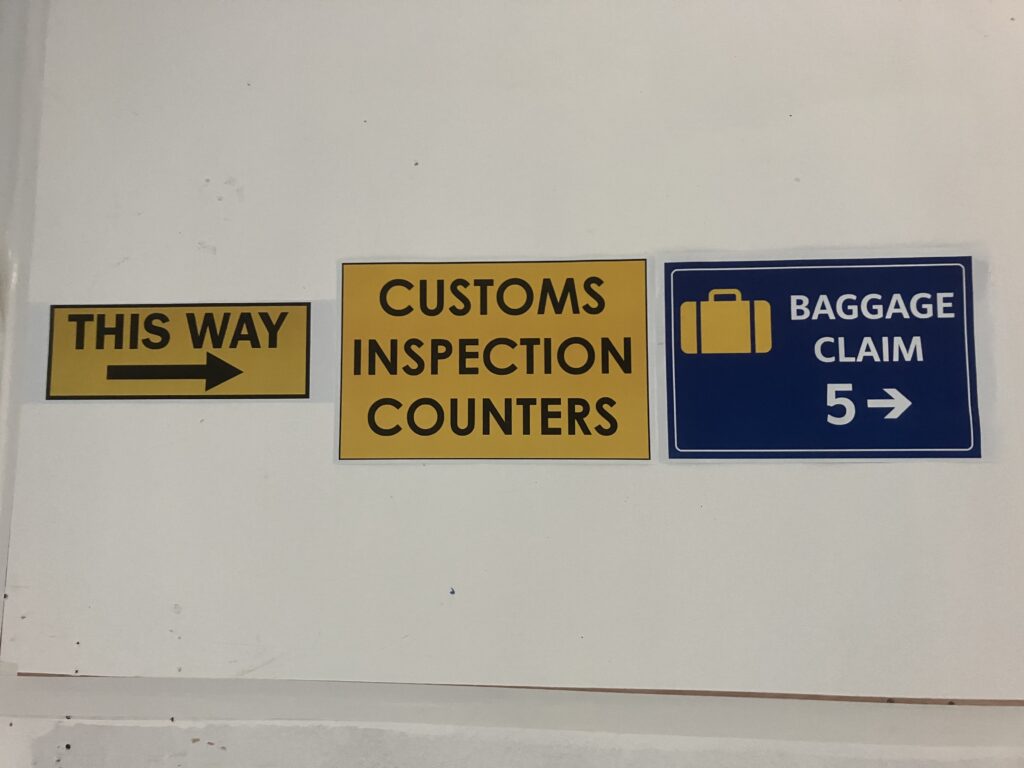 THIS WAY
CUSTOMS
INSPECTION
COUNTERS
BAGGAGE
CLAIM
5 →